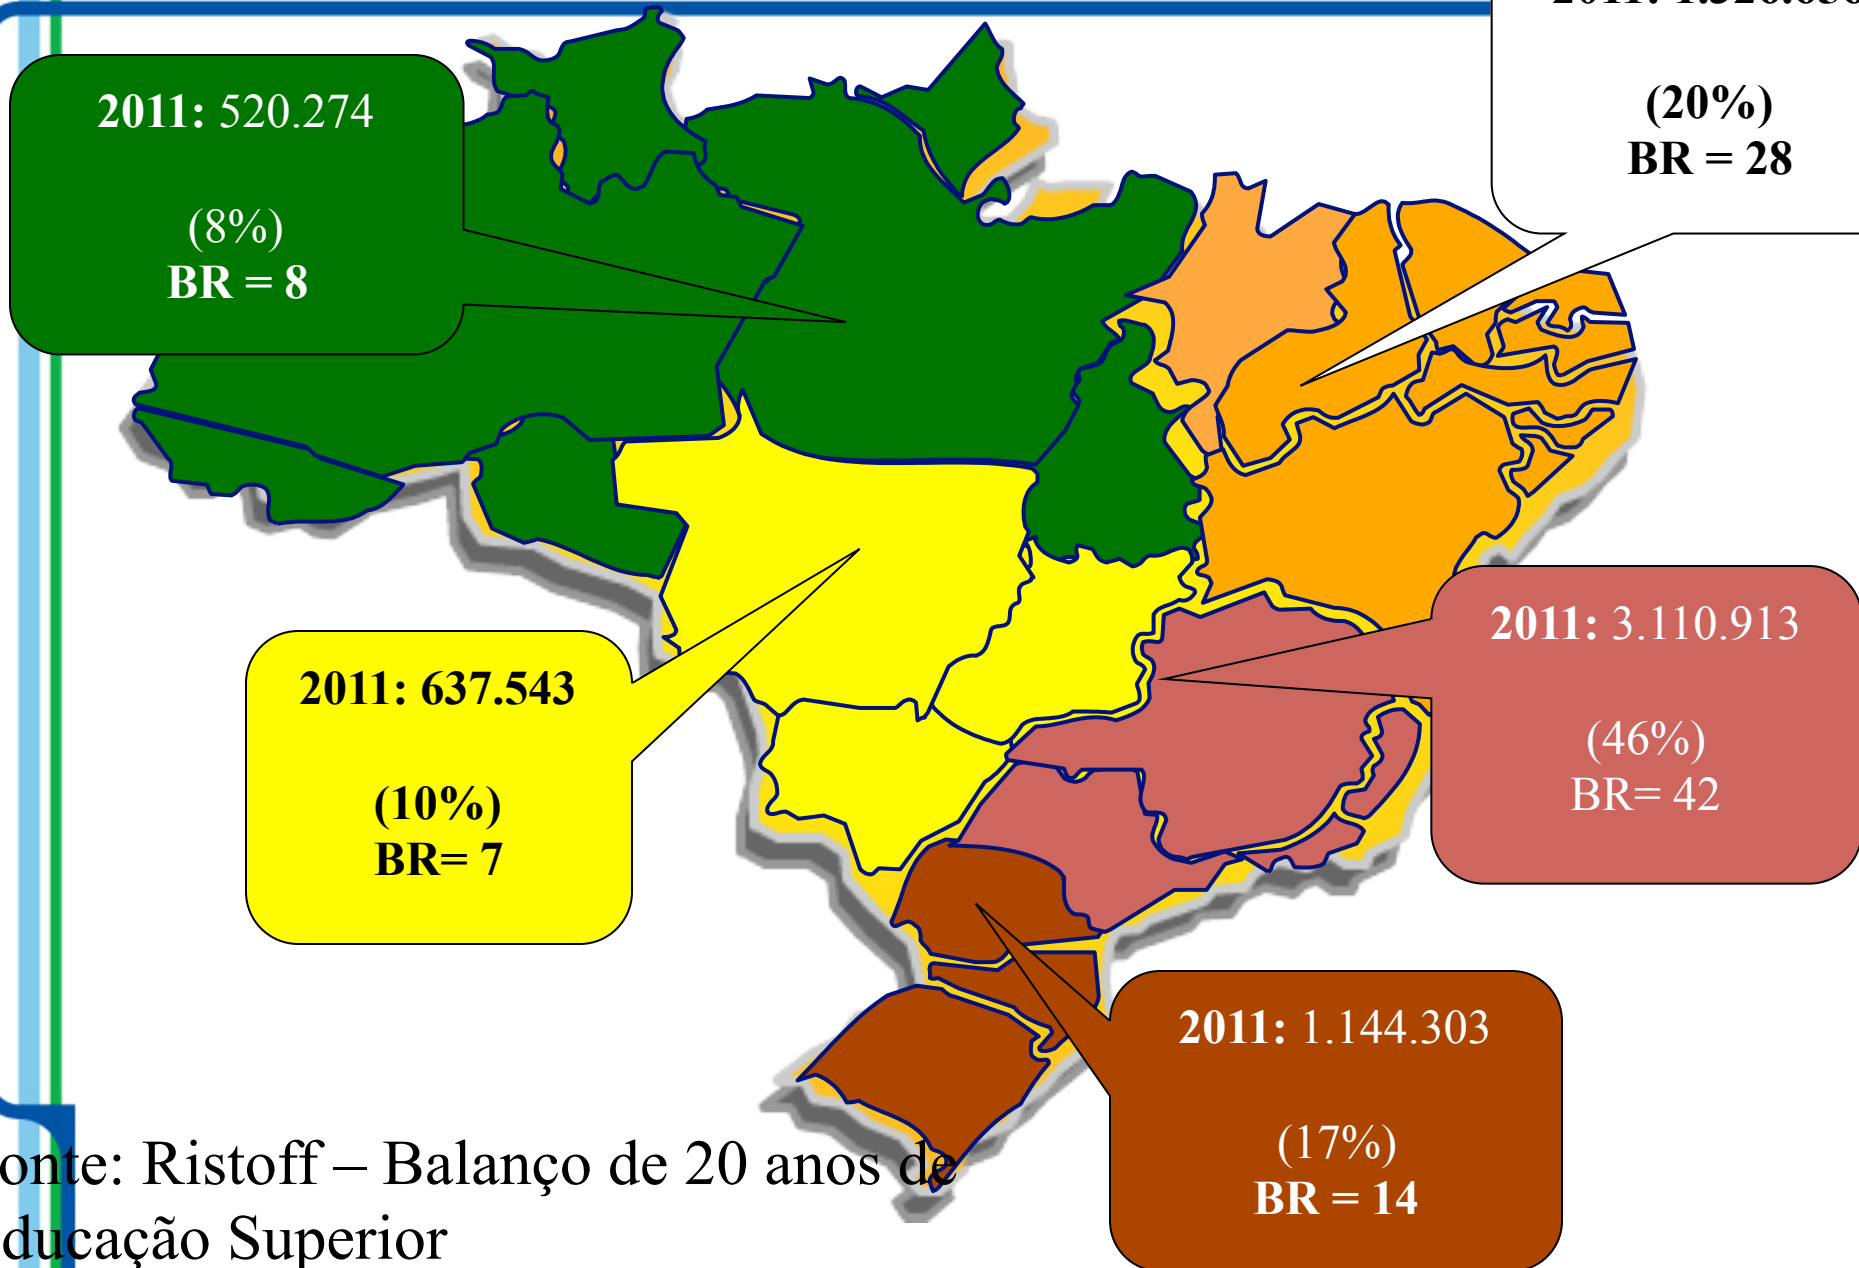 (20%)
BR = 28
2011: 520.274
(8%)
BR = 8
2011: 3.110.913
(46%)
BR= 42
2011: 637.543
(10%)
BR= 7
2011: 1.144.303
(17%)
BR = 14
onte: Ristoff – Balanço de 20 anos de
ducação Superior